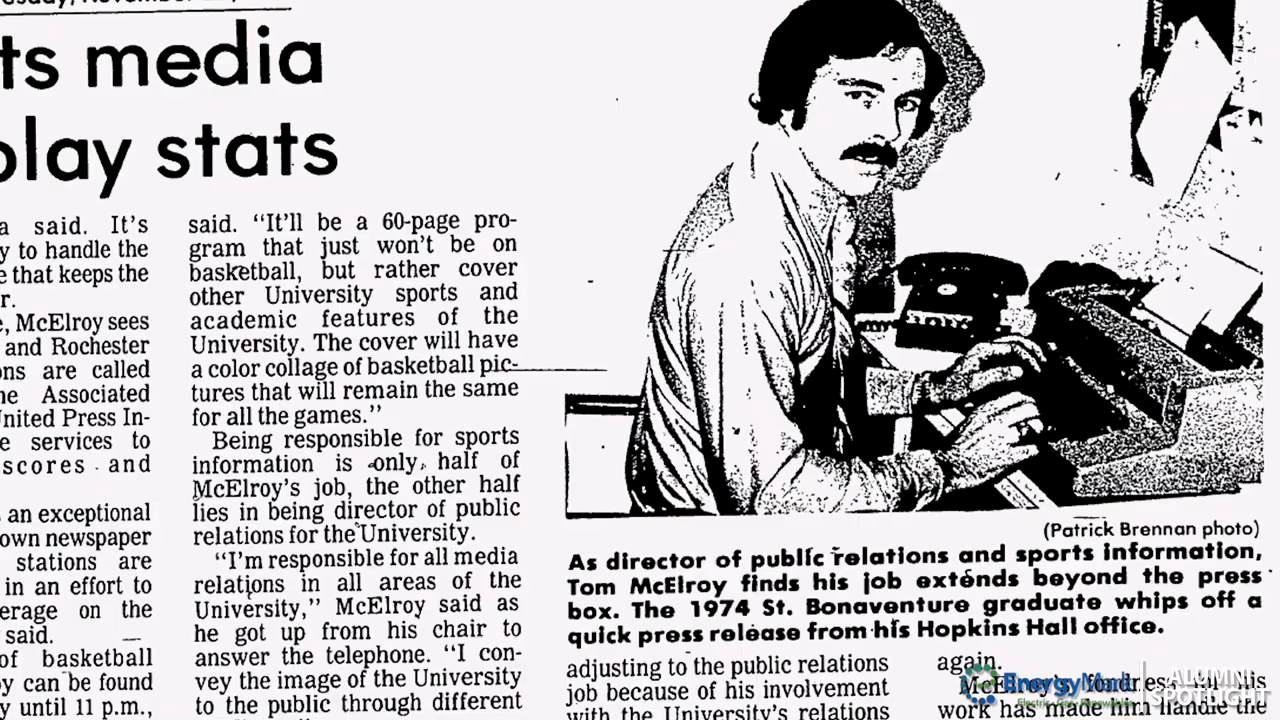 ts media
play stats
a said. It's
y to handle the
e that keeps the
r.
e, McElroy sees
and Rochester
ons are called
he Associated
United Press In-
e services to
scores and
an exceptional
own newspaper
stations are
in an effort to
erage on the
said.
of basketball
oy can be found
y until 11 p.m.,
said. “It'll be a 60-page pro-
gram that just won't be on
basketball, but rather cover
other University sports and
academic features of the
University. The cover will have
a color collage of basketball pic-
tures that will remain the same
for all the games.”
Being responsible for sports
information is only half of
McElroy's job, the other half
lies in being director of public
relations for the University.
“I'm responsible for all media
relations in all areas of the
University,” McElroy said as
he got up from his chair to
answer the telephone. “I con-
vey the image of the University
to the public through different
(Patrick Brennan photo)
As director of public relations and sports information,
Tom McElroy finds his job extends beyond the press
box. The 1974 St. Bonaventure graduate whips off a
quick press release from his Hopkins Hall office.
adjusting to the public relations
job because of his involvement
with the University's relations
again.
McElroy's fondness for his
work has made him handle the
EnergyMark
Electric • Gas • Renewables
ALUMNI
SPOTLIGHT